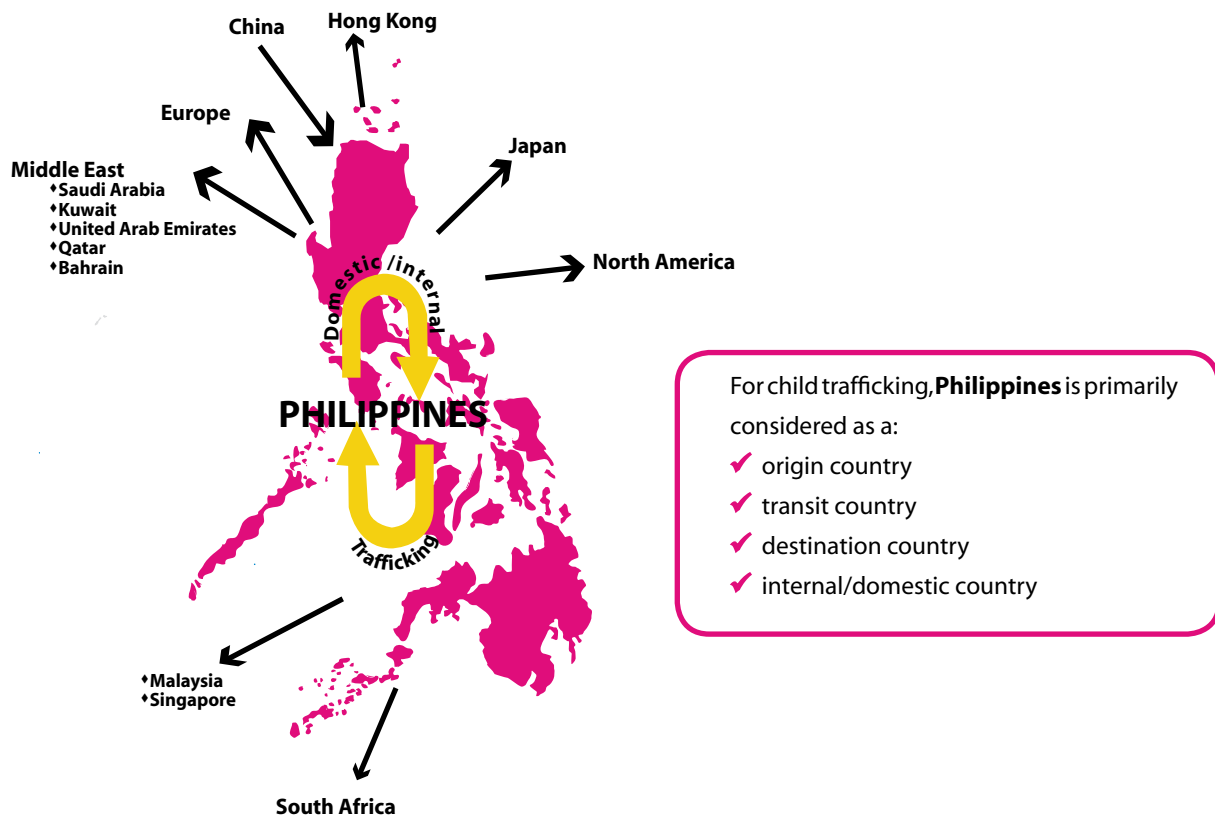 China
Hong Kong
Europe
Japan
Middle East
♦Saudi Arabia
♦Kuwait
♦United Arab Emirates
♦Qatar
♦Bahrain
North America
Domestic /internal
PHILIPPINES
Trafficking
♦Malaysia
♦Singapore
South Africa
For child trafficking,Philippines is primarily
considered as a:
✓ origin country
✓ transit country
✓ destination country
✓ internal/domestic country